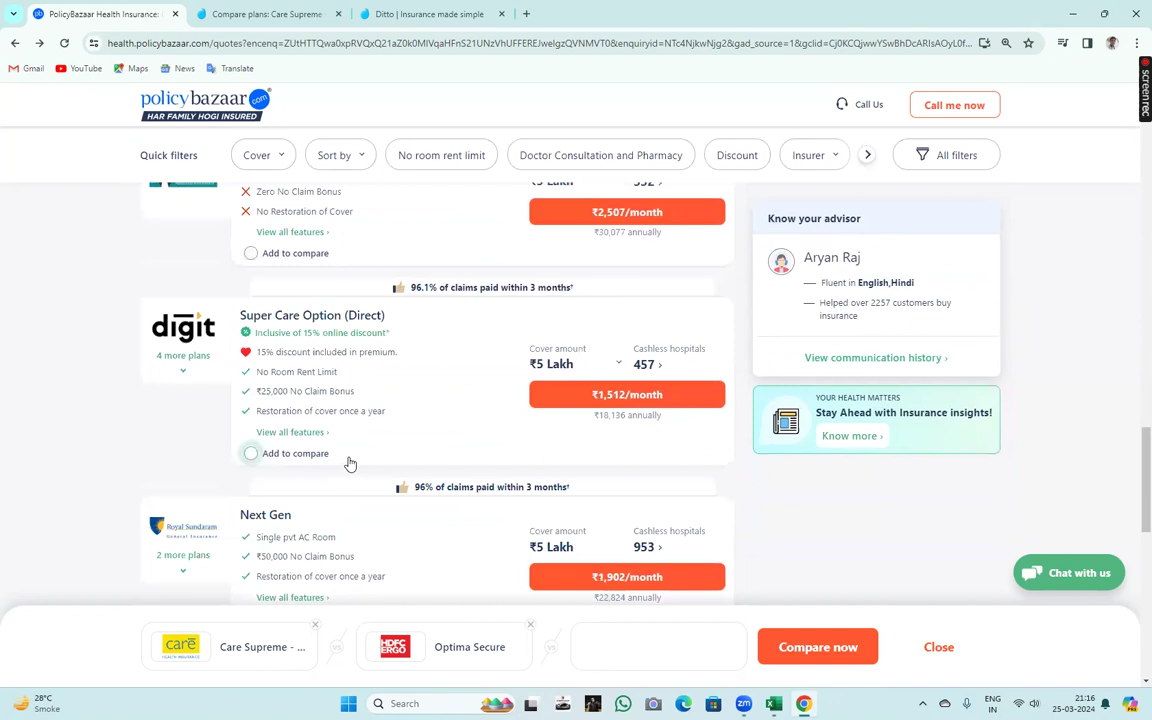 PolicyBazaar Health Insurance:
Compare plans: Care Supreme
Ditto | Insurance made simple
Gmail
YouTube
Maps
News
Translate
screenrec
policybazaar.com
HAR FAMILY HOGI INSURED
Call Us
Call me now
Quick filters
Cover
Sort by
No room rent limit
Doctor Consultation and Pharmacy
Discount
Insurer
All filters
Zero No Claim Bonus
No Restoration of Cover
View all features ›
Add to compare
₹5 Lakh
₹2,507/month
₹30,077 annually
96.1% of claims paid within 3 months†
digit
4 more plans
Super Care Option (Direct)
Inclusive of 15% online discount*
15% discount included in premium.
No Room Rent Limit
₹25,000 No Claim Bonus
Restoration of cover once a year
View all features ›
Add to compare
Cover amount
₹5 Lakh
Cashless hospitals
457 ›
₹1,512/month
₹18,136 annually
96% of claims paid within 3 months†
Royal Sundaram
General Insurance
2 more plans
Next Gen
Single pvt AC Room
₹50,000 No Claim Bonus
Restoration of cover once a year
View all features ›
Cover amount
₹5 Lakh
Cashless hospitals
953 ›
₹1,902/month
₹22,824 annually
Know your advisor
Aryan Raj
Fluent in English,Hindi
Helped over 2257 customers buy
insurance
View communication history ›
YOUR HEALTH MATTERS
Stay Ahead with Insurance insights!
Know more ›
Chat with us
care
HEALTH INSURANCE
Care Supreme - ...
VS
HDFC
ERGO
Optima Secure
VS
Compare now
Close
28°C
Smoke
Search
zm
ENG
IN
21:16
25-03-2024